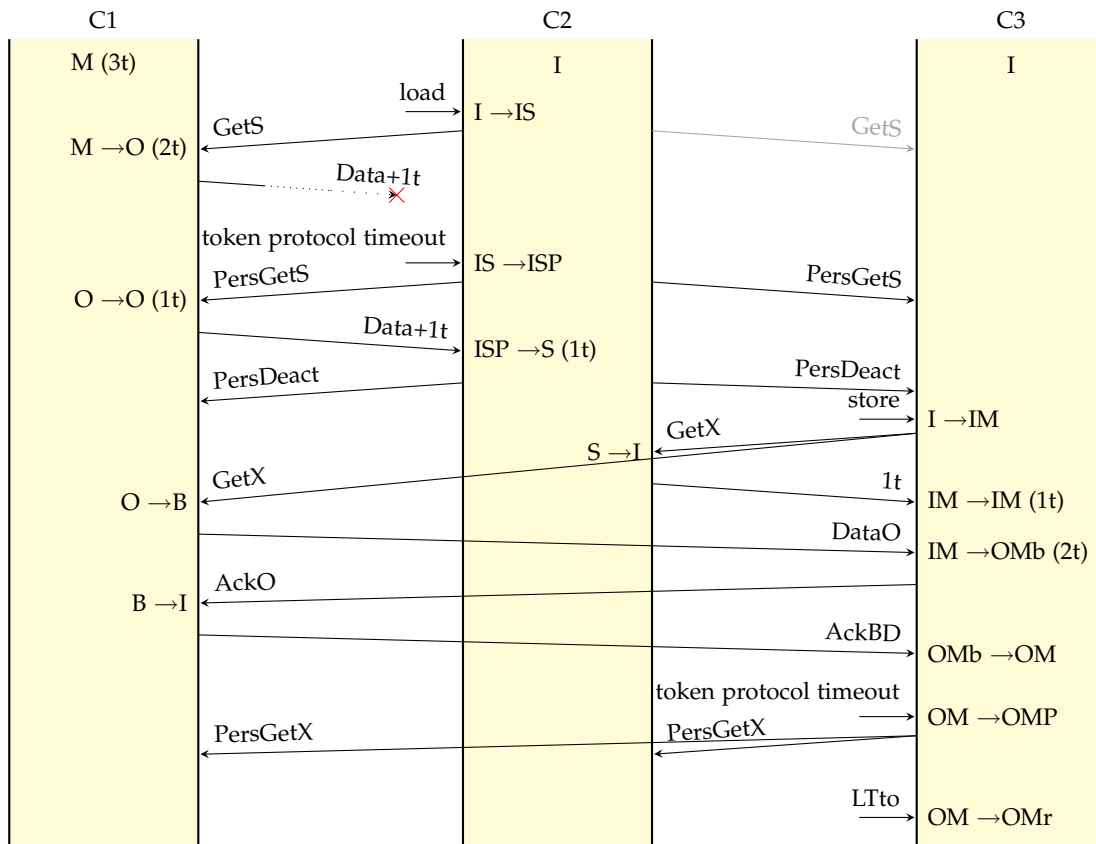 C1 C2 C3
M (3t) I I
load
I →IS
GetS GetS
M →O (2t)
Data+1t
token protocol timeout
IS →ISP
PersGetS PersGetS
O →O (1t)
Data+1t
ISP →S (1t)
PersDeact PersDeact
store
I →IM
GetX
S →I
GetX 1t
O →B IM →IM (1t)
DataO
IM →OMb (2t)
AckO
B →I
AckBD
OMb →OM
token protocol timeout
OM →OMP
PersGetX PersGetX
LTto
OM →OMr